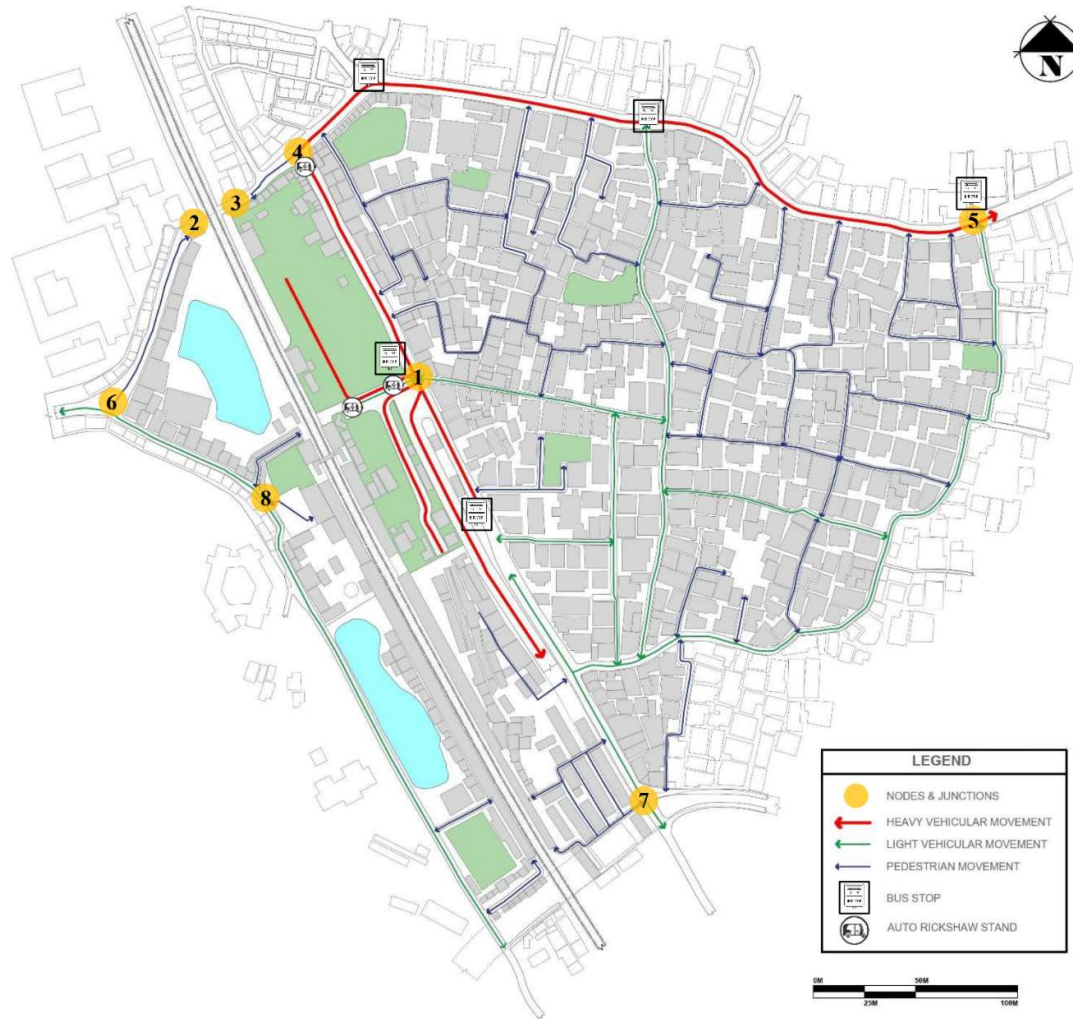 N
4
3
2
5
1
6
8
7
LEGEND
NODES & JUNCTIONS
HEAVY VEHICULAR MOVEMENT
LIGHT VEHICULAR MOVEMENT
PEDESTRIAN MOVEMENT
BUS STOP
AUTO RICKSHAW STAND
0M 50M
25M 100M